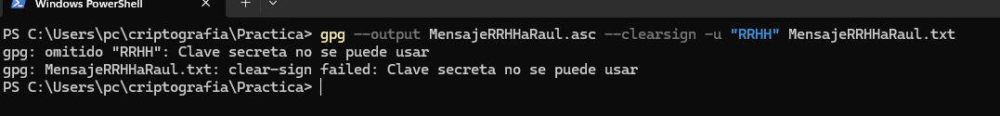 Windows PowerShell
PS C:\Users\pc\criptografia\Practica> gpg --output MensajeRRHHaRaul.asc --clearsign -u "RRHH" MensajeRRHHaRaul.txt
gpg: omitido "RRHH": Clave secreta no se puede usar
gpg: MensajeRRHHaRaul.txt: clear-sign failed: Clave secreta no se puede usar
PS C:\Users\pc\criptografia\Practica>